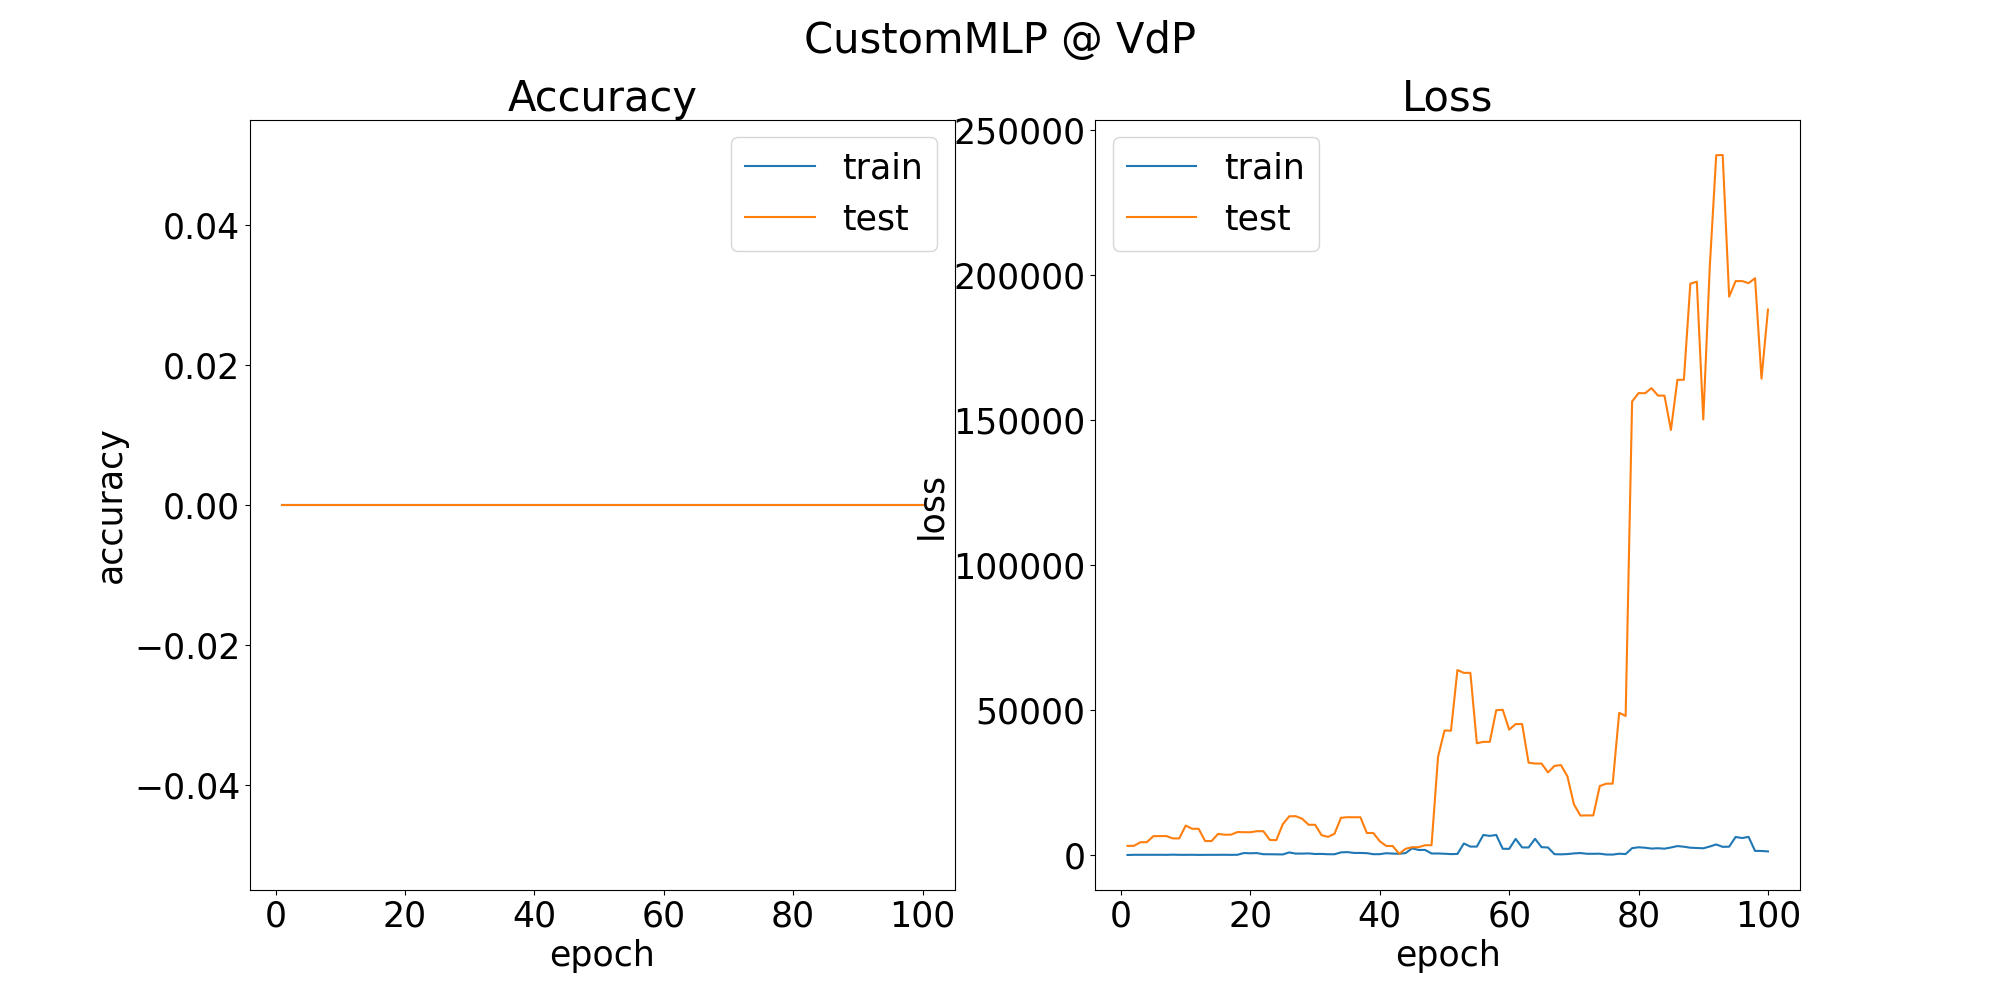 CustomMLP @ VdP
Accuracy
train
test
0.04
0.02
0.00
−0.02
−0.04
accuracy
0 20 40 60 80 100
epoch
Loss
train
test
250000
200000
150000
100000
50000
0
loss
0 20 40 60 80 100
epoch